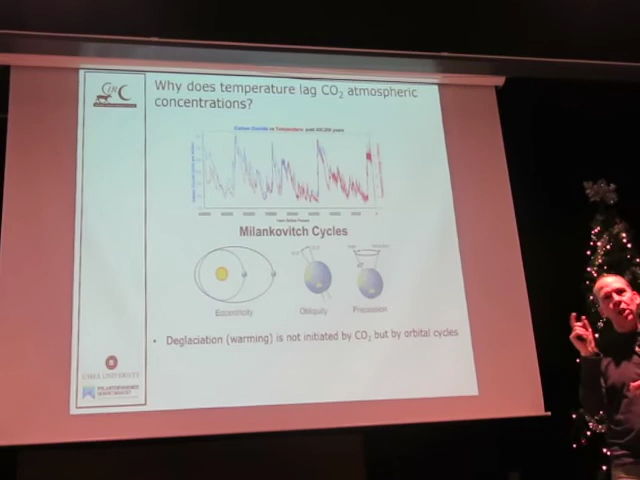 CIRC
Why does temperature lag CO₂ atmospheric
concentrations?
Carbon Dioxide vs Temperature past 400,000 years
Milankovitch Cycles
Eccentricity
Obliquity
Precession
• Deglaciation (warming) is not initiated by CO₂ but by orbital cycles
UMEÅ UNIVERSITY